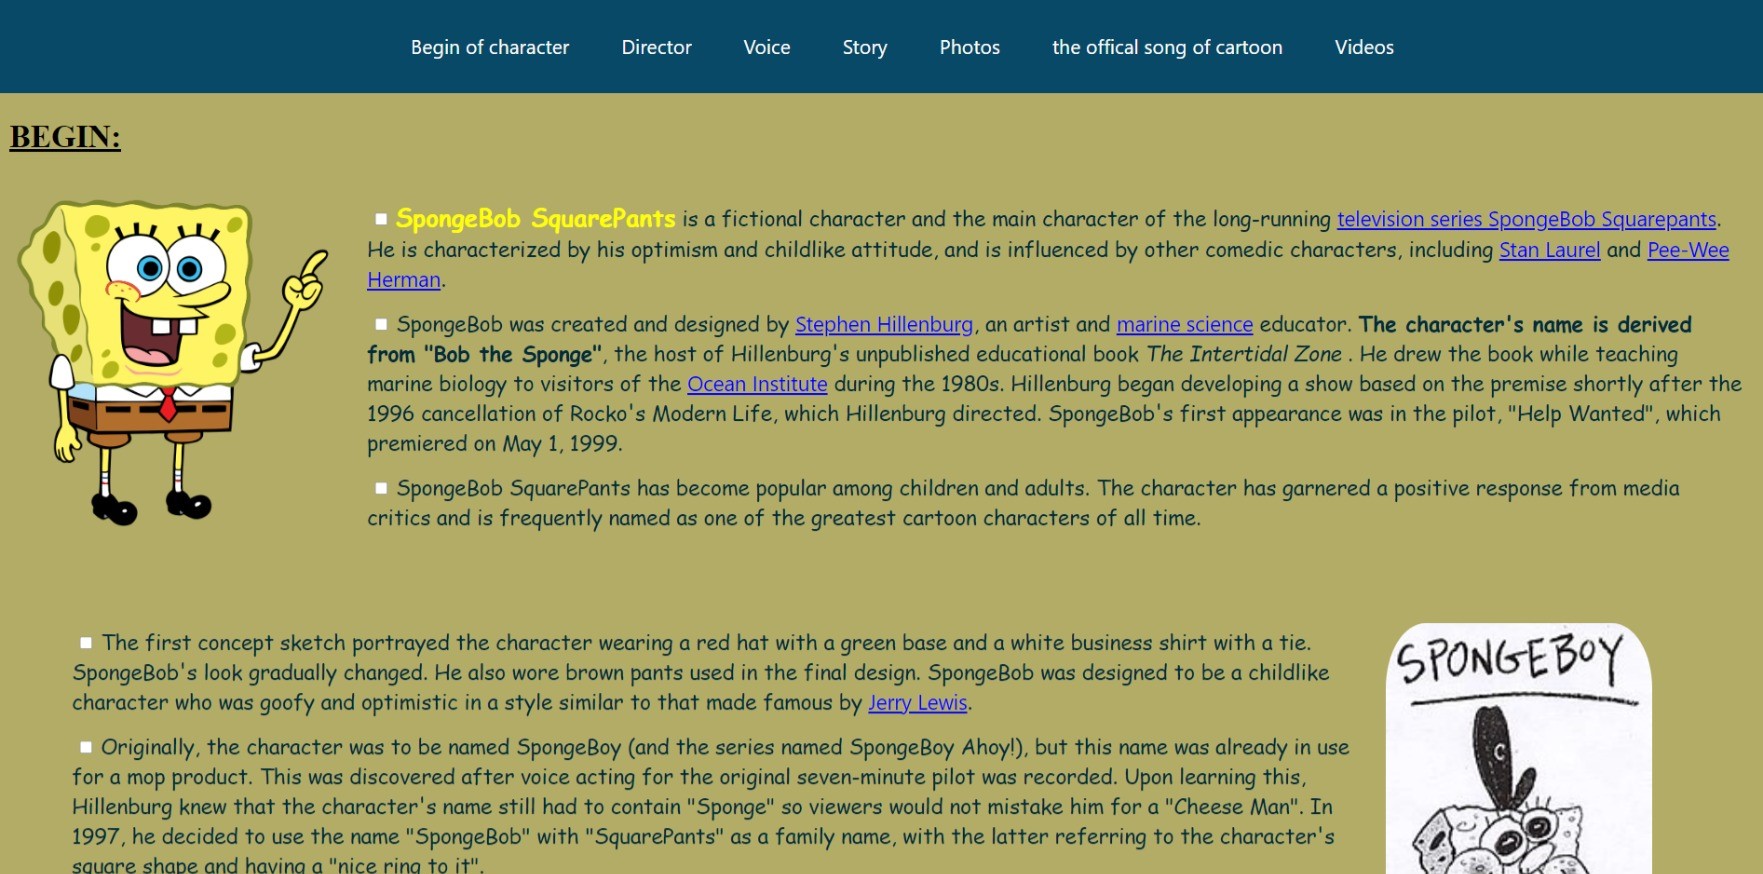 Begin of character Director Voice Story Photos the offical song of cartoon Videos
BEGIN:
SpongeBob SquarePants is a fictional character and the main character of the long-running television series SpongeBob Squarepants.
He is characterized by his optimism and childlike attitude, and is influenced by other comedic characters, including Stan Laurel and Pee-Wee
Herman.
SpongeBob was created and designed by Stephen Hillenburg, an artist and marine science educator. The character's name is derived
from "Bob the Sponge", the host of Hillenburg's unpublished educational book The Intertidal Zone . He drew the book while teaching
marine biology to visitors of the Ocean Institute during the 1980s. Hillenburg began developing a show based on the premise shortly after the
1996 cancellation of Rocko's Modern Life, which Hillenburg directed. SpongeBob's first appearance was in the pilot, "Help Wanted", which
premiered on May 1, 1999.
SpongeBob SquarePants has become popular among children and adults. The character has garnered a positive response from media
critics and is frequently named as one of the greatest cartoon characters of all time.
The first concept sketch portrayed the character wearing a red hat with a green base and a white business shirt with a tie.
SpongeBob's look gradually changed. He also wore brown pants used in the final design. SpongeBob was designed to be a childlike
character who was goofy and optimistic in a style similar to that made famous by Jerry Lewis.
Originally, the character was to be named SpongeBoy (and the series named SpongeBoy Ahoy!), but this name was already in use
for a mop product. This was discovered after voice acting for the original seven-minute pilot was recorded. Upon learning this,
Hillenburg knew that the character's name still had to contain "Sponge" so viewers would not mistake him for a "Cheese Man". In
1997, he decided to use the name "SpongeBob" with "SquarePants" as a family name, with the latter referring to the character's
square shape and having a "nice ring to it".
SPONGEBOY
C